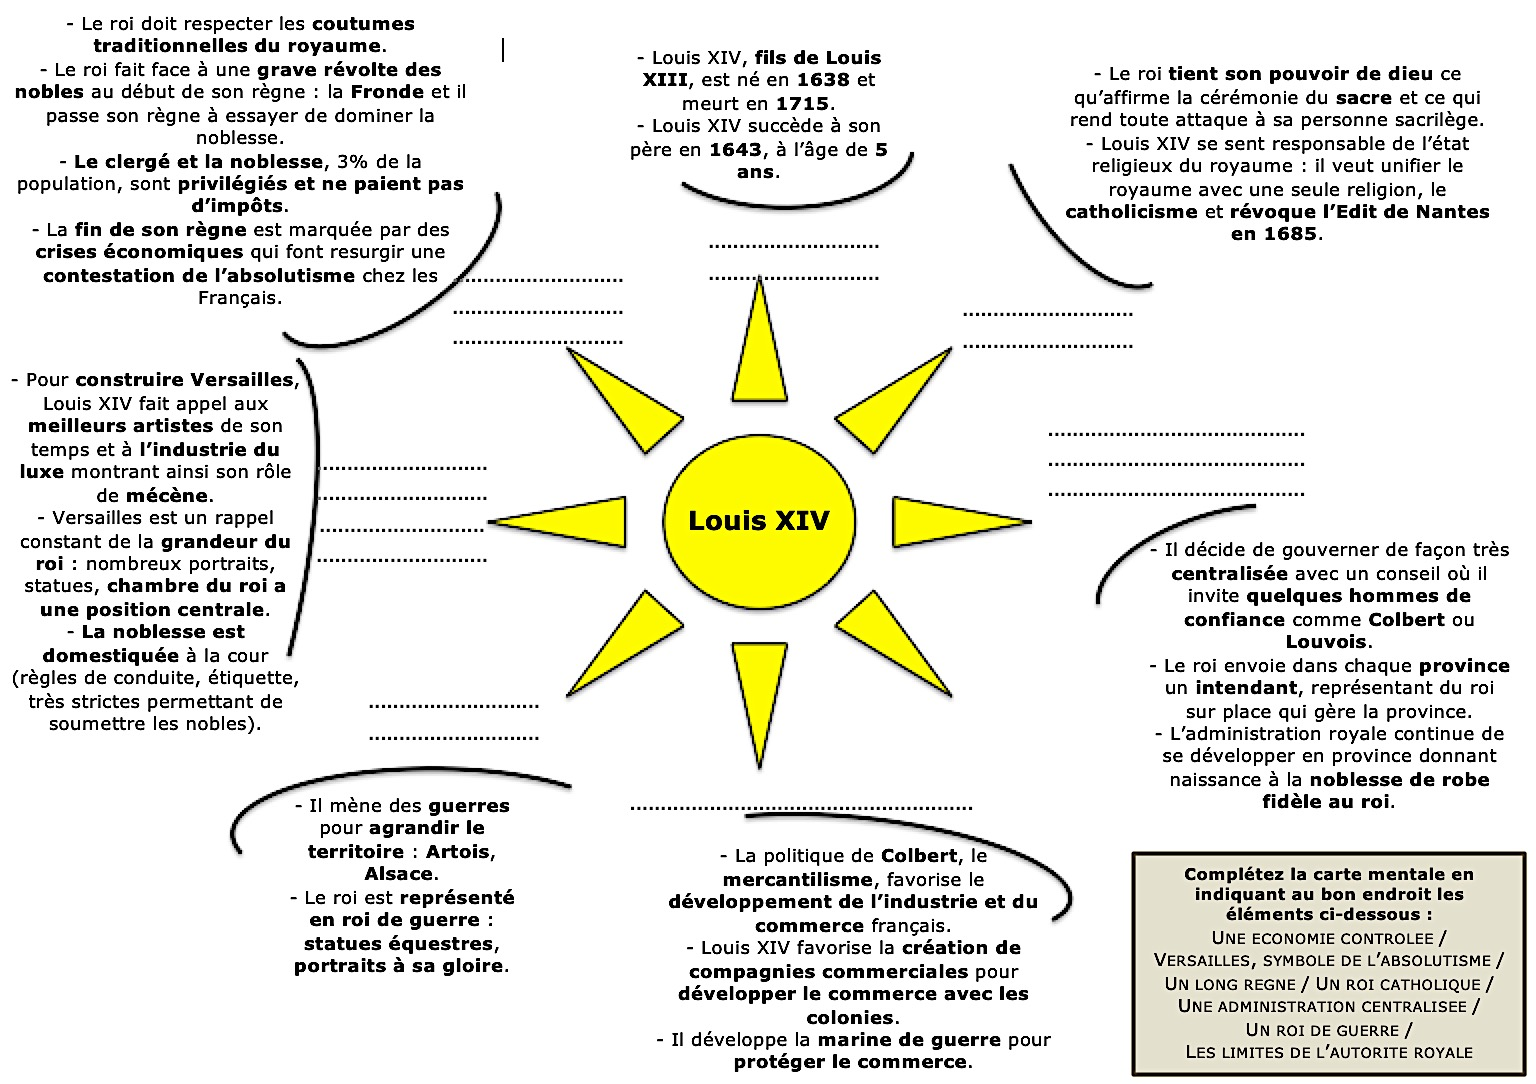 - Le roi doit respecter les coutumes
traditionnelles du royaume.
- Le roi fait face à une grave révolte des
nobles au début de son règne : la Fronde et il
passe son règne à essayer de dominer la
noblesse.
- Le clergé et la noblesse, 3% de la
population, sont privilégiés et ne paient pas
d’impôts.
- La fin de son règne est marquée par des
crises économiques qui font resurgir une
contestation de l’absolutisme chez les
Français.
- Louis XIV, fils de Louis
XIII, est né en 1638 et
meurt en 1715.
- Louis XIV succède à son
père en 1643, à l’âge de 5
ans.
- Le roi tient son pouvoir de dieu ce
qu’affirme la cérémonie du sacre et ce qui
rend toute attaque à sa personne sacrilège.
- Louis XIV se sent responsable de l’état
religieux du royaume : il veut unifier le
royaume avec une seule religion, le
catholicisme et révoque l’Edit de Nantes
en 1685.
- Pour construire Versailles,
Louis XIV fait appel aux
meilleurs artistes de son
temps et à l’industrie du
luxe montrant ainsi son rôle
de mécène.
- Versailles est un rappel
constant de la grandeur du
roi : nombreux portraits,
statues, chambre du roi a
une position centrale.
- La noblesse est
domestiquée à la cour
(règles de conduite, étiquette,
très strictes permettant de
soumettre les nobles).
Louis XIV
- Il décide de gouverner de façon très
centralisée avec un conseil où il
invite quelques hommes de
confiance comme Colbert ou
Louvois.
- Le roi envoie dans chaque province
un intendant, représentant du roi
sur place qui gère la province.
- L’administration royale continue de
se développer en province donnant
naissance à la noblesse de robe
fidèle au roi.
- Il mène des guerres
pour agrandir le
territoire : Artois,
Alsace.
- Le roi est représenté
en roi de guerre :
statues équestres,
portraits à sa gloire.
- La politique de Colbert, le
mercantilisme, favorise le
développement de l’industrie et du
commerce français.
- Louis XIV favorise la création de
compagnies commerciales pour
développer le commerce avec les
colonies.
- Il développe la marine de guerre pour
protéger le commerce.
Complétez la carte mentale en
indiquant au bon endroit les
éléments ci-dessous :
UNE ECONOMIE CONTROLEE /
VERSAILLES, SYMBOLE DE L’ABSOLUTISME /
UN LONG REGNE / UN ROI CATHOLIQUE /
UNE ADMINISTRATION CENTRALISEE /
UN ROI DE GUERRE /
LES LIMITES DE L’AUTORITE ROYALE